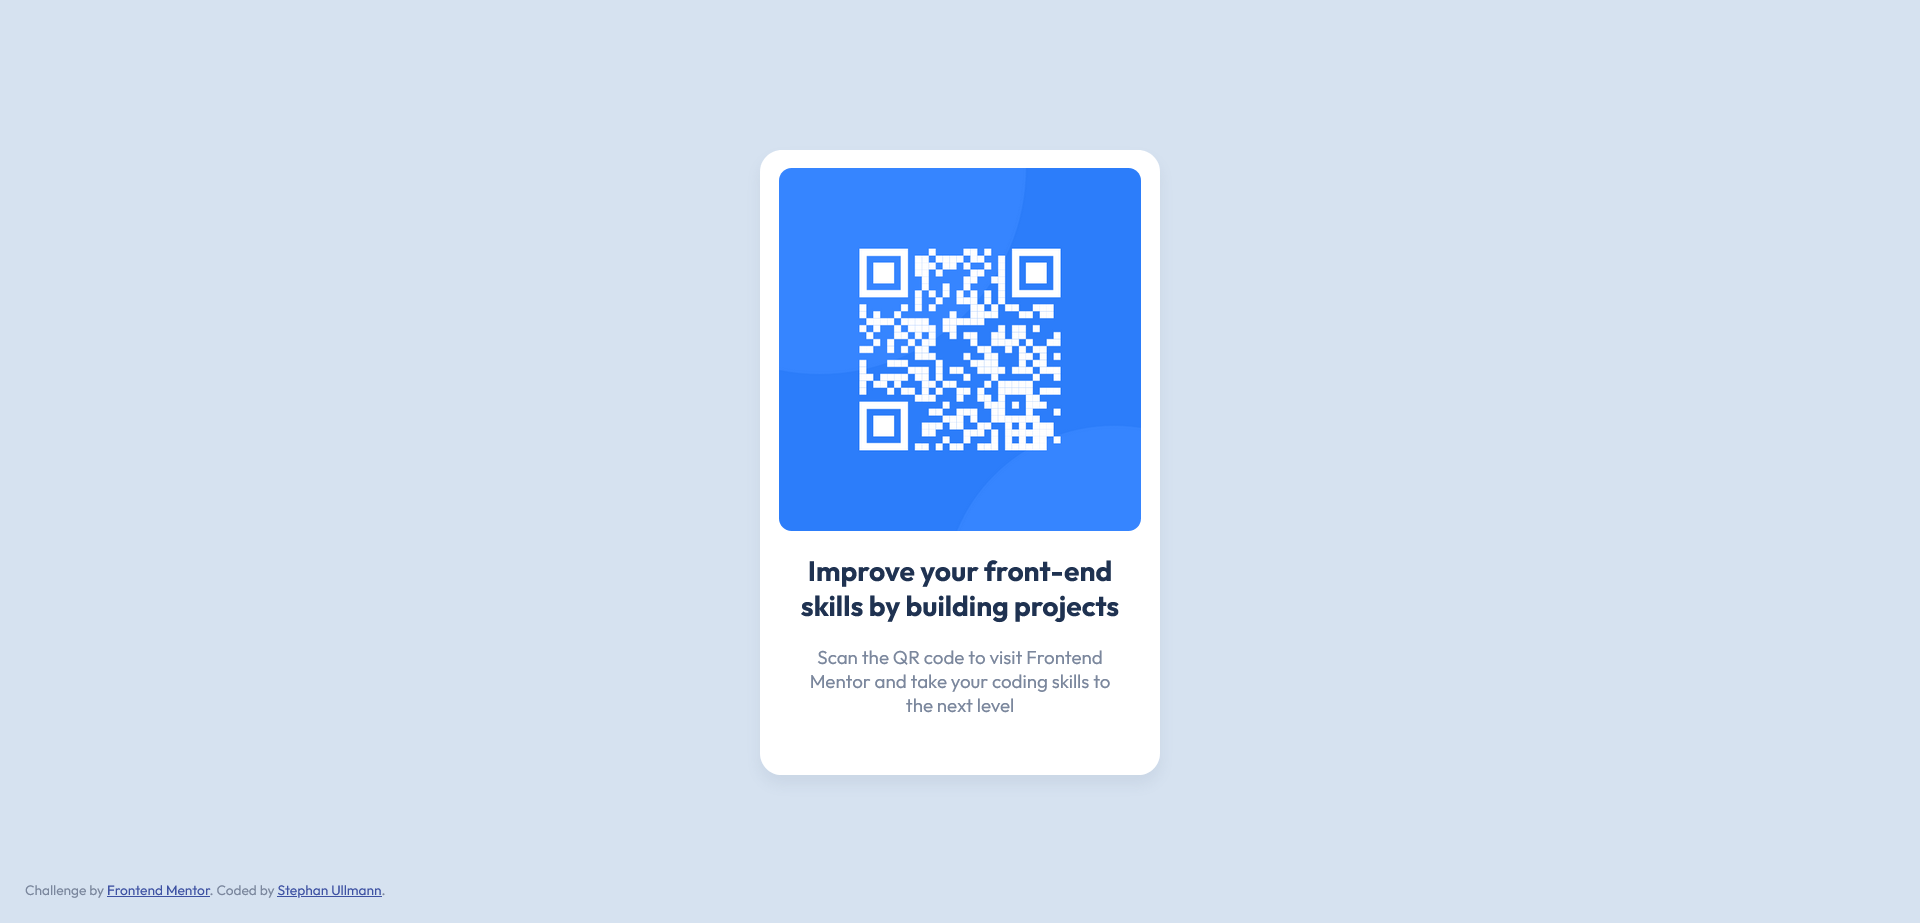 Improve your front-end
skills by building projects
Scan the QR code to visit Frontend
Mentor and take your coding skills to
the next level
Challenge by Frontend Mentor. Coded by Stephan Ullmann.